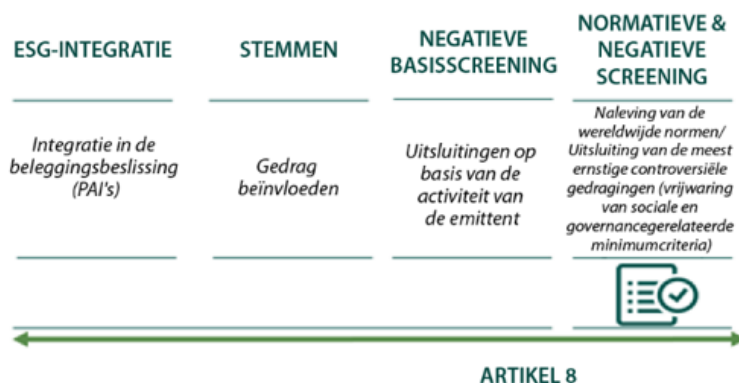 ESG-INTEGRATIE
STEMMEN
NEGATIEVE
BASISSCREENING
NORMATIEVE &
NEGATIEVE
SCREENING
Integratie in de
beleggingsbeslissing
(PAI's)
Gedrag
beïnvloeden
Uitsluitingen op
basis van de
activiteit van
de emittent
Naleving van de
wereldwijde normen/
Uitsluiting van de meest
ernstige controversiële
gedragingen (vrijwaring
van sociale en
governancegerelateerde
minimumcriteria)
ARTIKEL 8